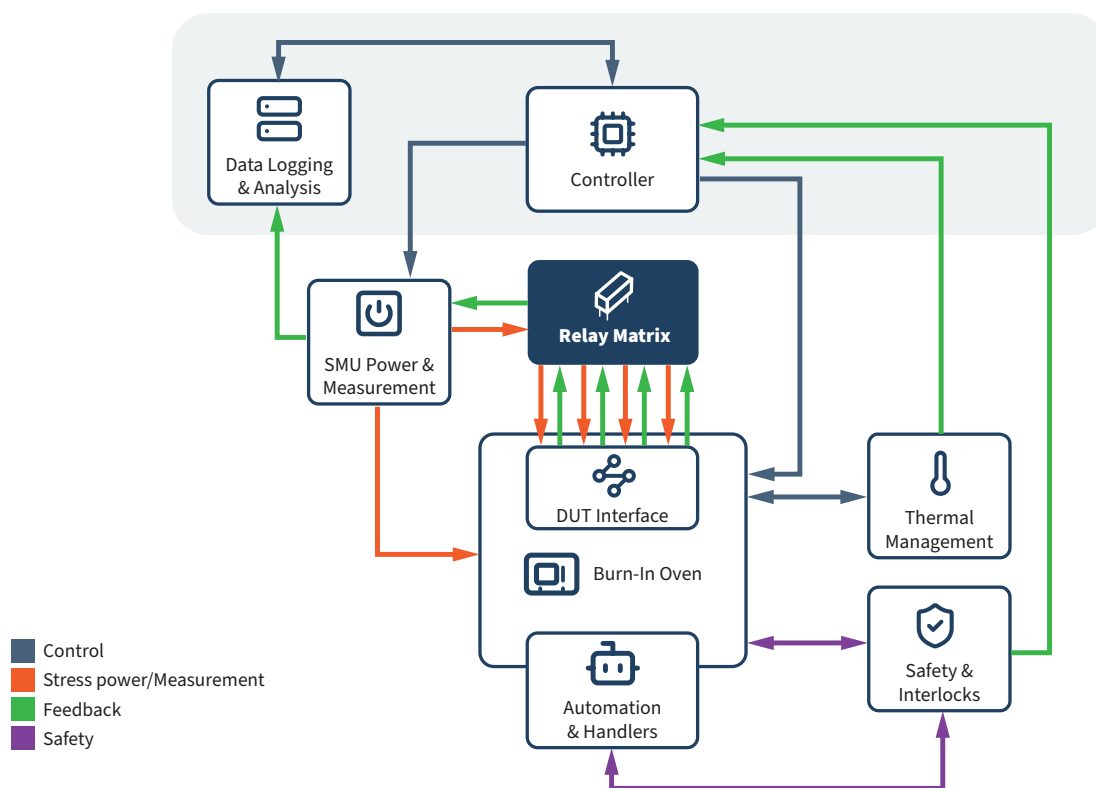 Data Logging
& Analysis
Controller
SMU Power &
Measurement
Relay Matrix
DUT Interface
Burn-In Oven
Thermal
Management
Safety &
Interlocks
Automation
& Handlers
Control
Stress power/Measurement
Feedback
Safety